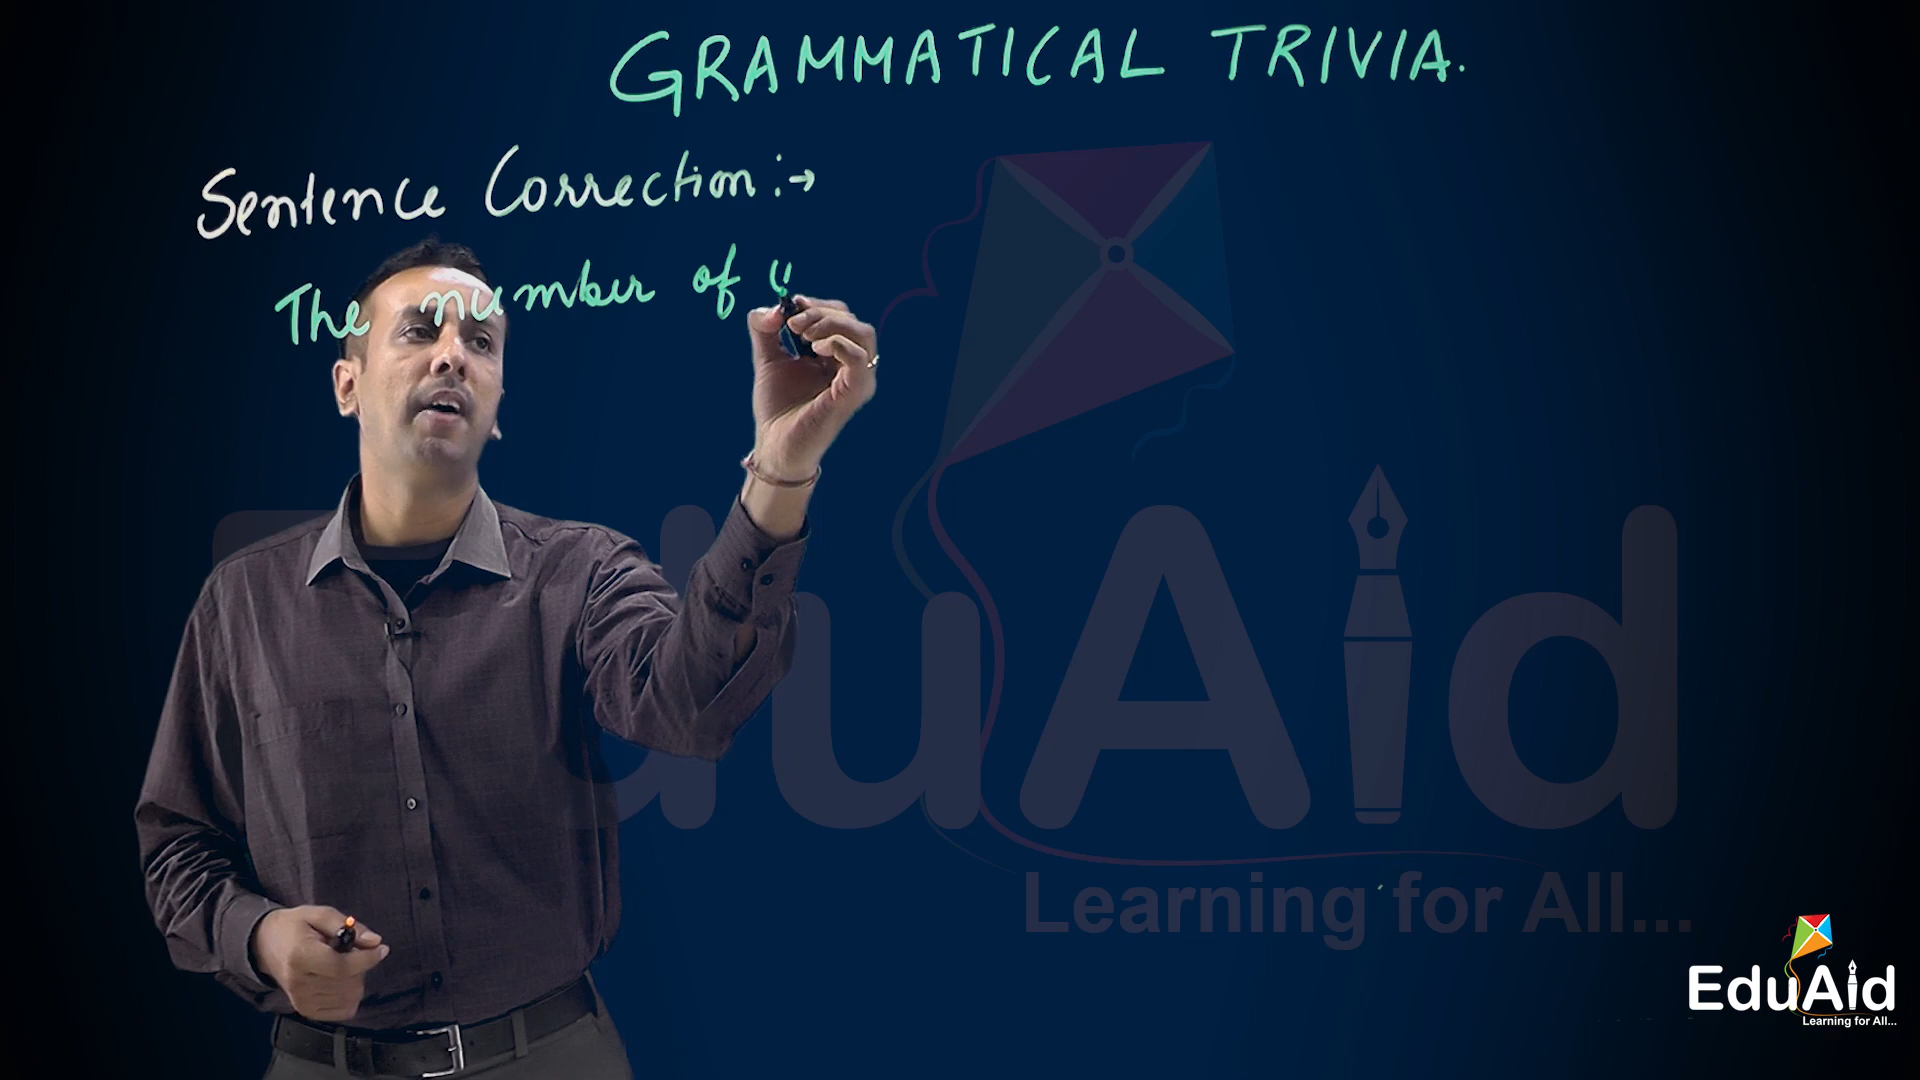 GRAMMATICAL TRIVIA.
Sentence Correction :→
The number of
EduAid
Learning for All...
EduAid
Learning for All...